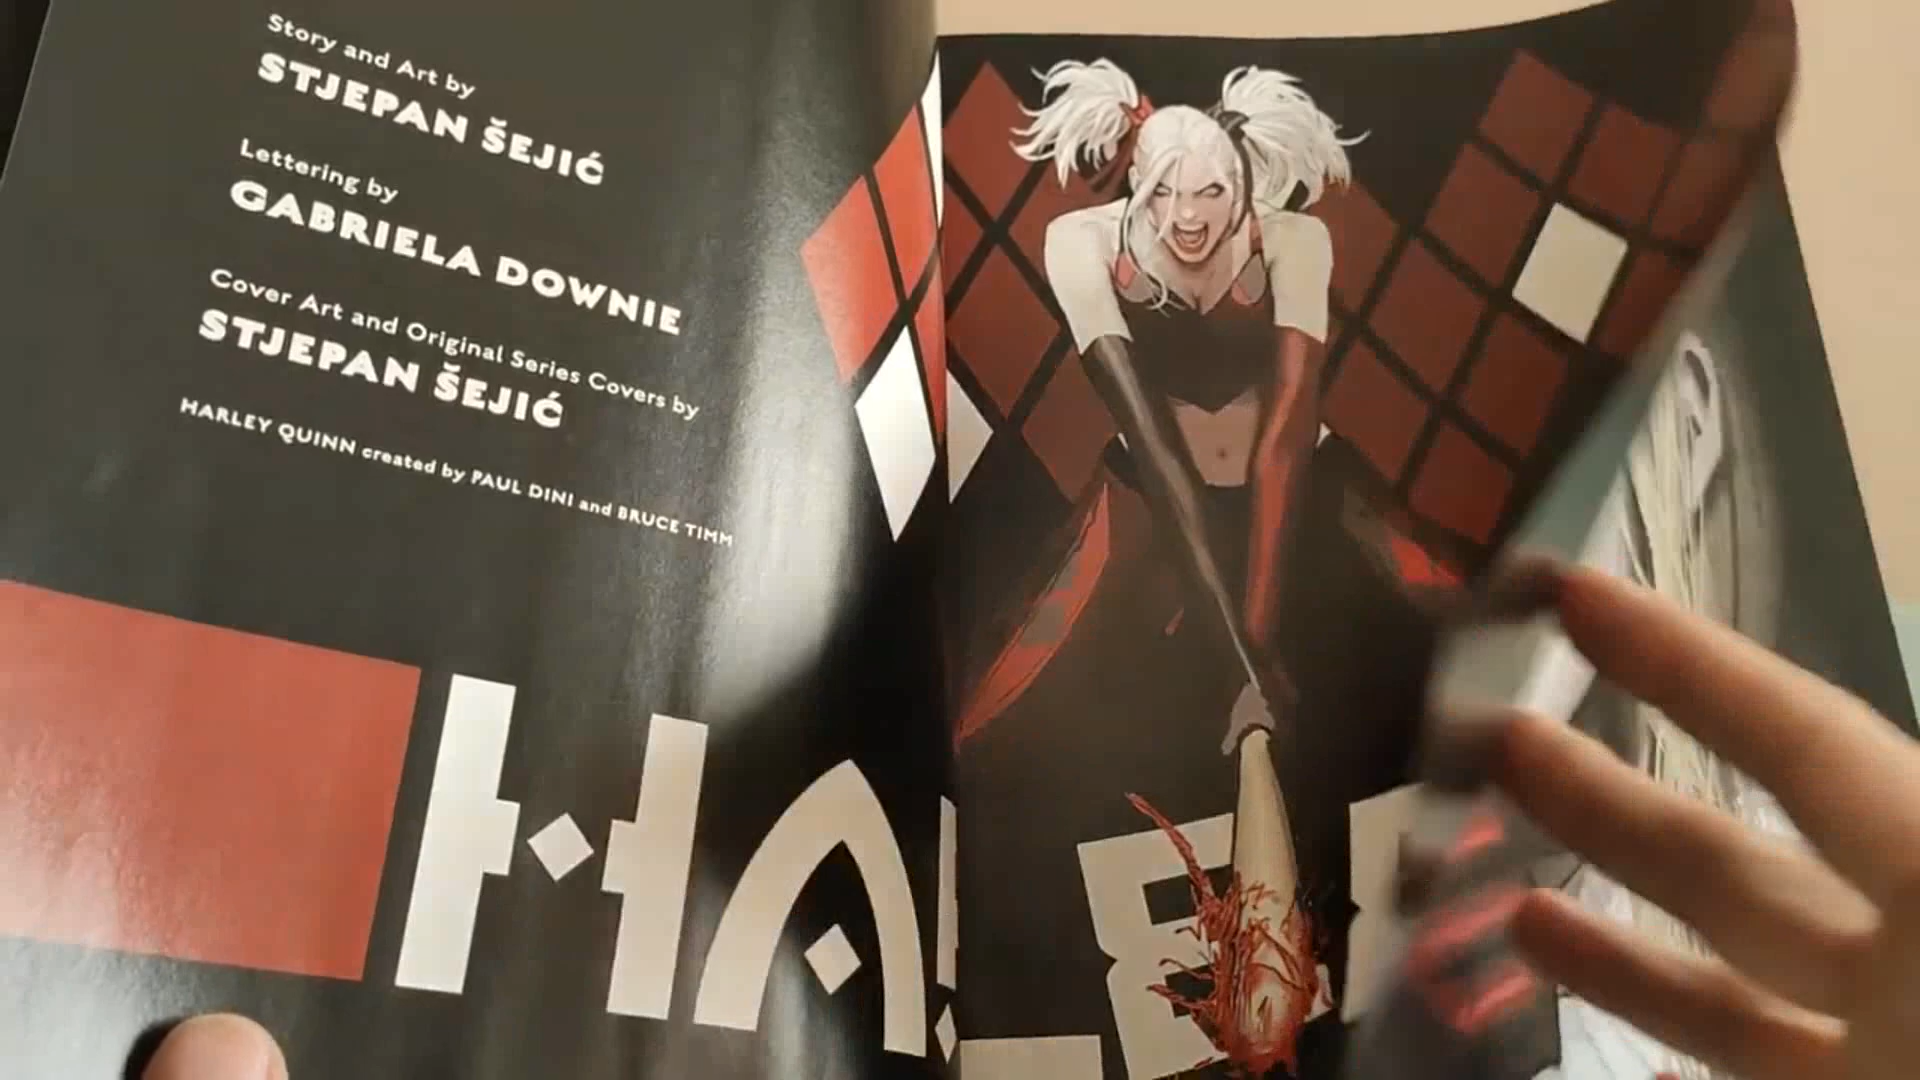 Story and Art by
STJEPAN ŠEJIĆ
Lettering by
GABRIELA DOWNIE
Cover Art and Original Series Covers by
STJEPAN ŠEJIĆ
HARLEY QUINN created by PAUL DINI and BRUCE TIMM
HA